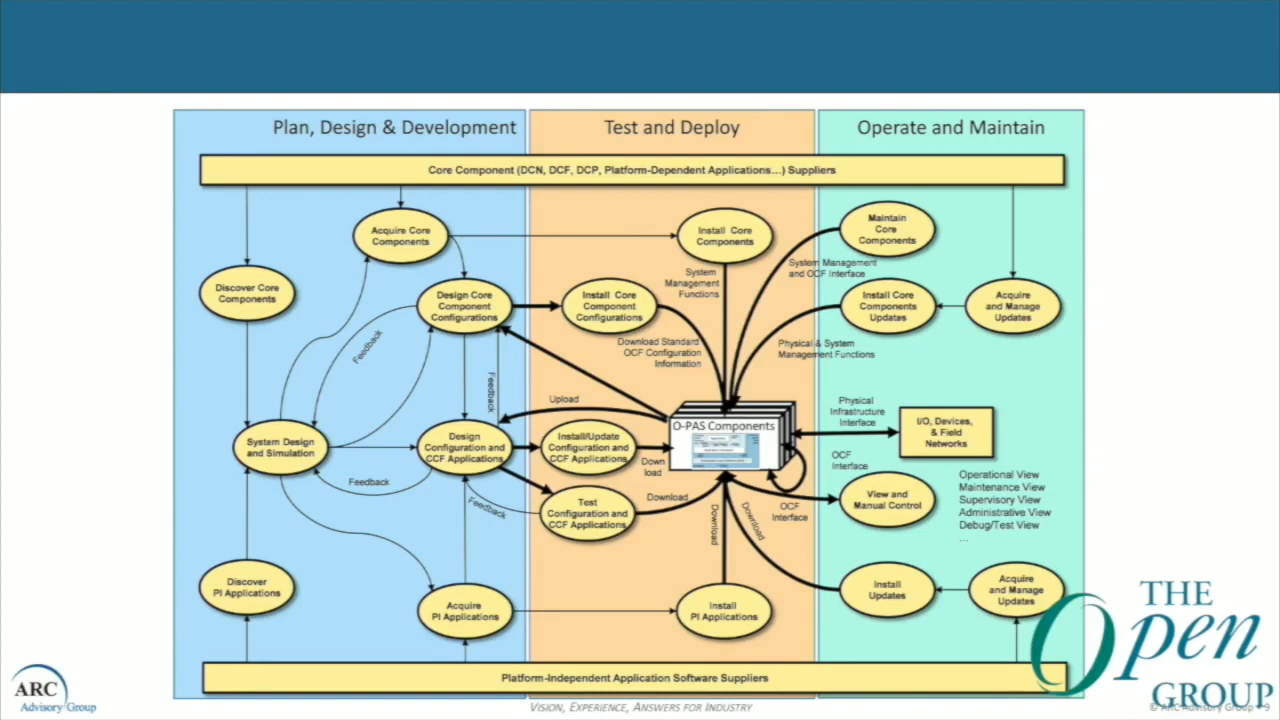 Plan, Design & Development
Test and Deploy
Operate and Maintain
Core Component (DCN, DCF, DCP, Platform-Dependent Applications...) Suppliers
Acquire Core
Components
Install Core
Components
Maintain
Core
Components
System Management
and OCF Interface
System
Management
Functions
Discover Core
Components
Design Core
Component
Configurations
Install Core
Component
Configurations
Install Core
Components
Updates
Acquire
and Manage
Updates
Feedback
Download Standard
OCF Configuration
Information
Physical & System
Management Functions
Feedback
Upload
O-PAS Components
Physical
Infrastructure
Interface
I/O, Devices,
& Field
Networks
System Design
and Simulation
Design
Configuration and
CCF Applications
Install/Update
Configuration and
CCF Applications
Down
load
OCF
Interface
Feedback
Feedback
Test
Configuration and
CCF Applications
Download
Download
Download
OCF
Interface
View and
Manual Control
Operational View
Maintenance View
Supervisory View
Administrative View
Debug/Test View
...
Discover
PI Applications
Acquire
PI Applications
Install
PI Applications
Install
Updates
Acquire
and Manage
Updates
Platform-Independent Application Software Suppliers
THE
Open
GROUP
ARC
Advisory Group
VISION, EXPERIENCE, ANSWERS FOR INDUSTRY
© ARC Advisory Group • 9